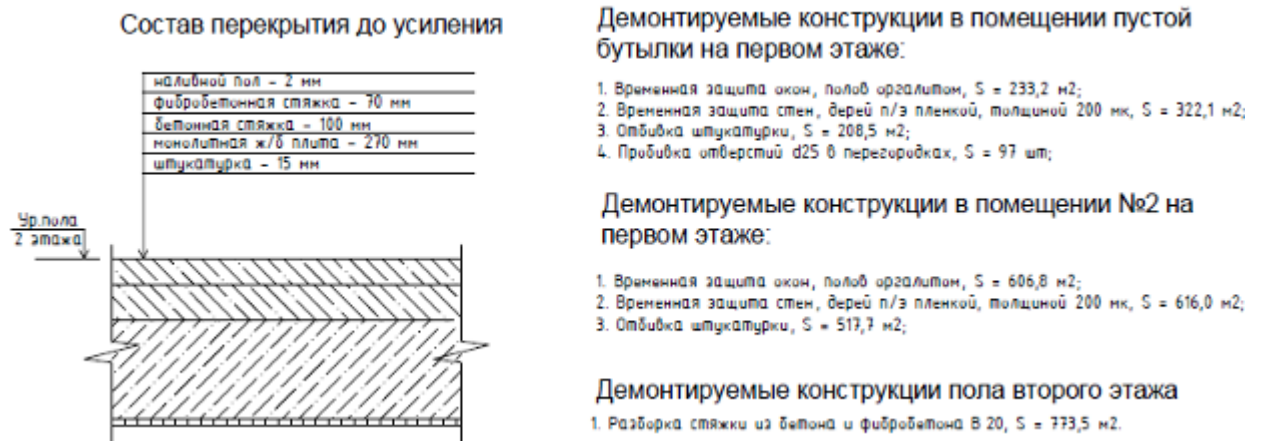 Состав перекрытия до усиления
наливной пол - 2 мм
фибробетонная стяжка - 70 мм
бетонная стяжка - 100 мм
монолитная ж/б плита - 270 мм
штукатурка - 15 мм
Ур.пола
2 этажа
Демонтируемые конструкции в помещении пустой
бутылки на первом этаже:
1. Временная защита окон, полов оргалитом, S = 233,2 м2;
2. Временная защита стен, дерей п/э пленкой, толщиной 200 мк, S = 322,1 м2;
3. Отбивка штукатурки, S = 208,5 м2;
4. Пробивка отверстий d25 в перегородках, S = 97 шт;
Демонтируемые конструкции в помещении №2 на
первом этаже:
1. Временная защита окон, полов оргалитом, S = 606,8 м2;
2. Временная защита стен, дерей п/э пленкой, толщиной 200 мк, S = 616,0 м2;
3. Отбивка штукатурки, S = 517,7 м2;
Демонтируемые конструкции пола второго этажа
1. Разборка стяжки из бетона и фибробетона В 20, S = 773,5 м2.